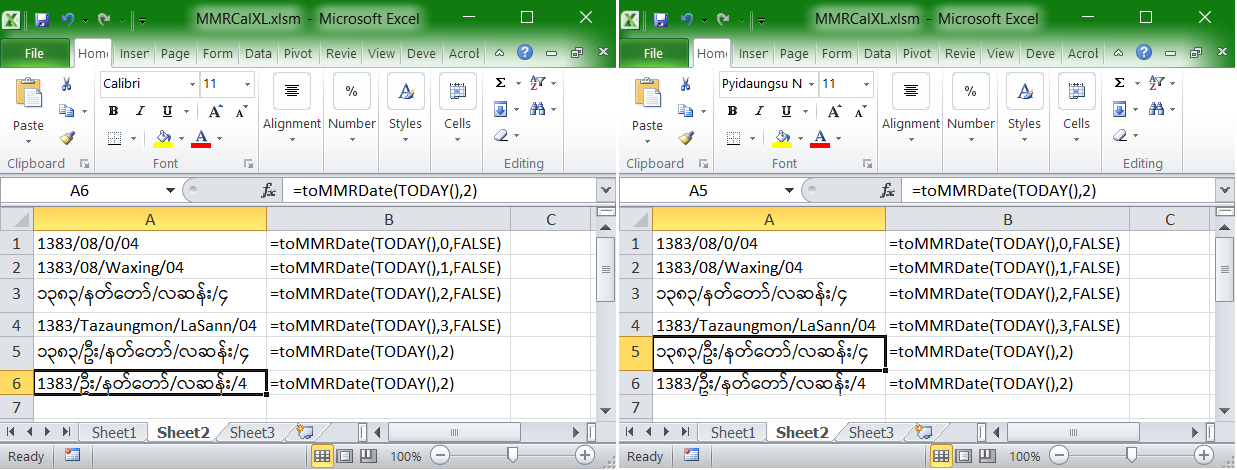 MMRCalXL.xlsm - Microsoft Excel
File Home Inser Page Form Data Pivot Revie View Deve Acrol
Calibri 11
Paste B I U A A Alignment Number Styles Cells
Clipboard Font Editing
A6 fx =toMMRDate(TODAY(),2)
A B C
1 1383/08/0/04 =toMMRDate(TODAY(),0,FALSE)
2 1383/08/Waxing/04 =toMMRDate(TODAY(),1,FALSE)
3 ၁၃၈၃/နတ်တော်/လဆန်း/၄ =toMMRDate(TODAY(),2,FALSE)
4 1383/Tazaungmon/LaSann/04 =toMMRDate(TODAY(),3,FALSE)
5 ၁၃၈၃/ဦး/နတ်တော်/လဆန်း/၄ =toMMRDate(TODAY(),2)
6 1383/ဦး/နတ်တော်/လဆန်း/4 =toMMRDate(TODAY(),2)
7
Sheet1 Sheet2 Sheet3
Ready 100%
MMRCalXL.xlsm - Microsoft Excel
File Home Inser Page Form Data Pivot Revie View Deve Acrol
Pyidaungsu N 11
Paste B I U A A Alignment Number Styles Cells
Clipboard Font Editing
A5 fx =toMMRDate(TODAY(),2)
A B C
1 1383/08/0/04 =toMMRDate(TODAY(),0,FALSE)
2 1383/08/Waxing/04 =toMMRDate(TODAY(),1,FALSE)
3 ၁၃၈၃/နတ်တော်/လဆန်း/၄ =toMMRDate(TODAY(),2,FALSE)
4 1383/Tazaungmon/LaSann/04 =toMMRDate(TODAY(),3,FALSE)
5 ၁၃၈၃/ဦး/နတ်တော်/လဆန်း/၄ =toMMRDate(TODAY(),2)
6 1383/ဦး/နတ်တော်/လဆန်း/4 =toMMRDate(TODAY(),2)
7
Sheet1 Sheet2 Sheet3
Ready 100%